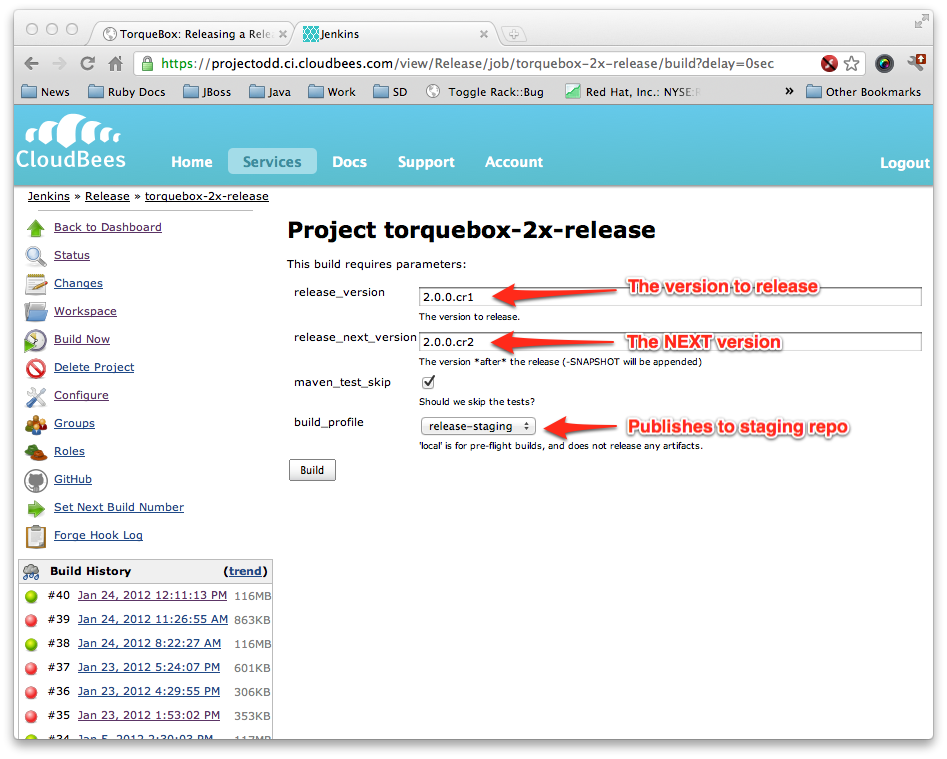 TorqueBox: Releasing a Rele
Jenkins
https://projectodd.ci.cloudbees.com/view/Release/job/torquebox-2x-release/build?delay=0sec
News Ruby Docs JBoss Java Work SD Toggle Rack::Bug Red Hat, Inc.: NYSE:R » Other Bookmarks
CloudBees
Home Services Docs Support Account Logout
Jenkins » Release » torquebox-2x-release
Back to Dashboard
Status
Changes
Workspace
Build Now
Delete Project
Configure
Groups
Roles
GitHub
Set Next Build Number
Forge Hook Log
Build History (trend)
#40 Jan 24, 2012 12:11:13 PM 116MB
#39 Jan 24, 2012 11:26:55 AM 863KB
#38 Jan 24, 2012 8:22:27 AM 116MB
#37 Jan 23, 2012 5:24:07 PM 601KB
#36 Jan 23, 2012 4:29:55 PM 306KB
#35 Jan 23, 2012 1:53:02 PM 353KB
#34 Jan 5, 2012 2:30:03 PM 117MB
Project torquebox-2x-release
This build requires parameters:
release_version 2.0.0.cr1 The version to release
The version to release.
release_next_version 2.0.0.cr2 The NEXT version
The version *after* the release (-SNAPSHOT will be appended)
maven_test_skip
Should we skip the tests?
build_profile release-staging Publishes to staging repo
'local' is for pre-flight builds, and does not release any artifacts.
Build